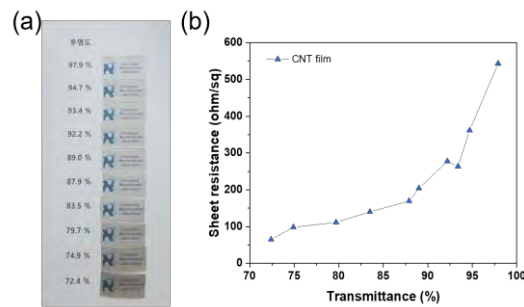 (a)
투명도
97.9 %
94.7 %
93.4 %
92.2 %
89.0 %
87.9 %
83.5 %
79.7 %
74.9 %
72.4 %
(b)
CNT film
Sheet resistance (ohm/sq)
600
500
400
300
200
100
0
70 75 80 85 90 95 100
Transmittance (%)